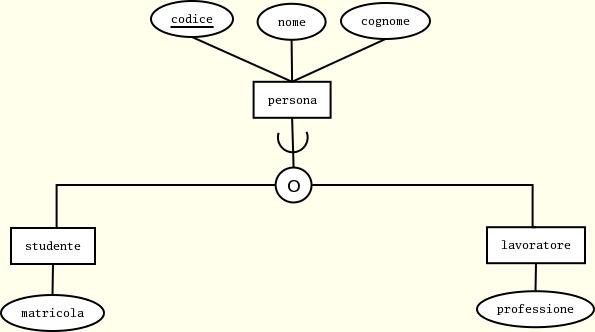 codice
nome
cognome
persona
O
studente
lavoratore
matricola
professione